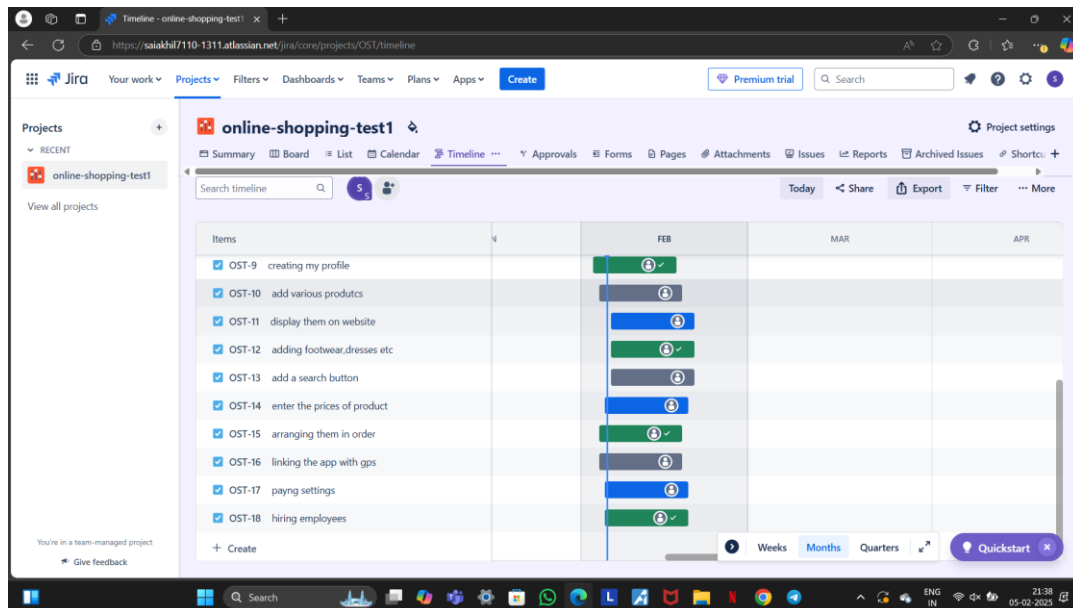 Timeline - online-shopping-test1
https://saiakhil7110-1311.atlassian.net/jira/core/projects/OST/timeline
Jira Your work Projects Filters Dashboards Teams Plans Apps Create Premium trial Search S
Projects
RECENT
online-shopping-test1
View all projects
online-shopping-test1
Project settings
Summary Board List Calendar Timeline Approvals Forms Pages Attachments Issues Reports Archived Issues Shortcu
Search timeline S S Today Share Export Filter More
Items N FEB MAR APR
OST-9 creating my profile
OST-10 add various produtcs
OST-11 display them on website
OST-12 adding footwear,dresses etc
OST-13 add a search button
OST-14 enter the prices of product
OST-15 arranging them in order
OST-16 linking the app with gps
OST-17 payng settings
OST-18 hiring employees
+ Create
Weeks Months Quarters
Quickstart
You're in a team-managed project
Give feedback
Search
ENG
IN
21:38
05-02-2025